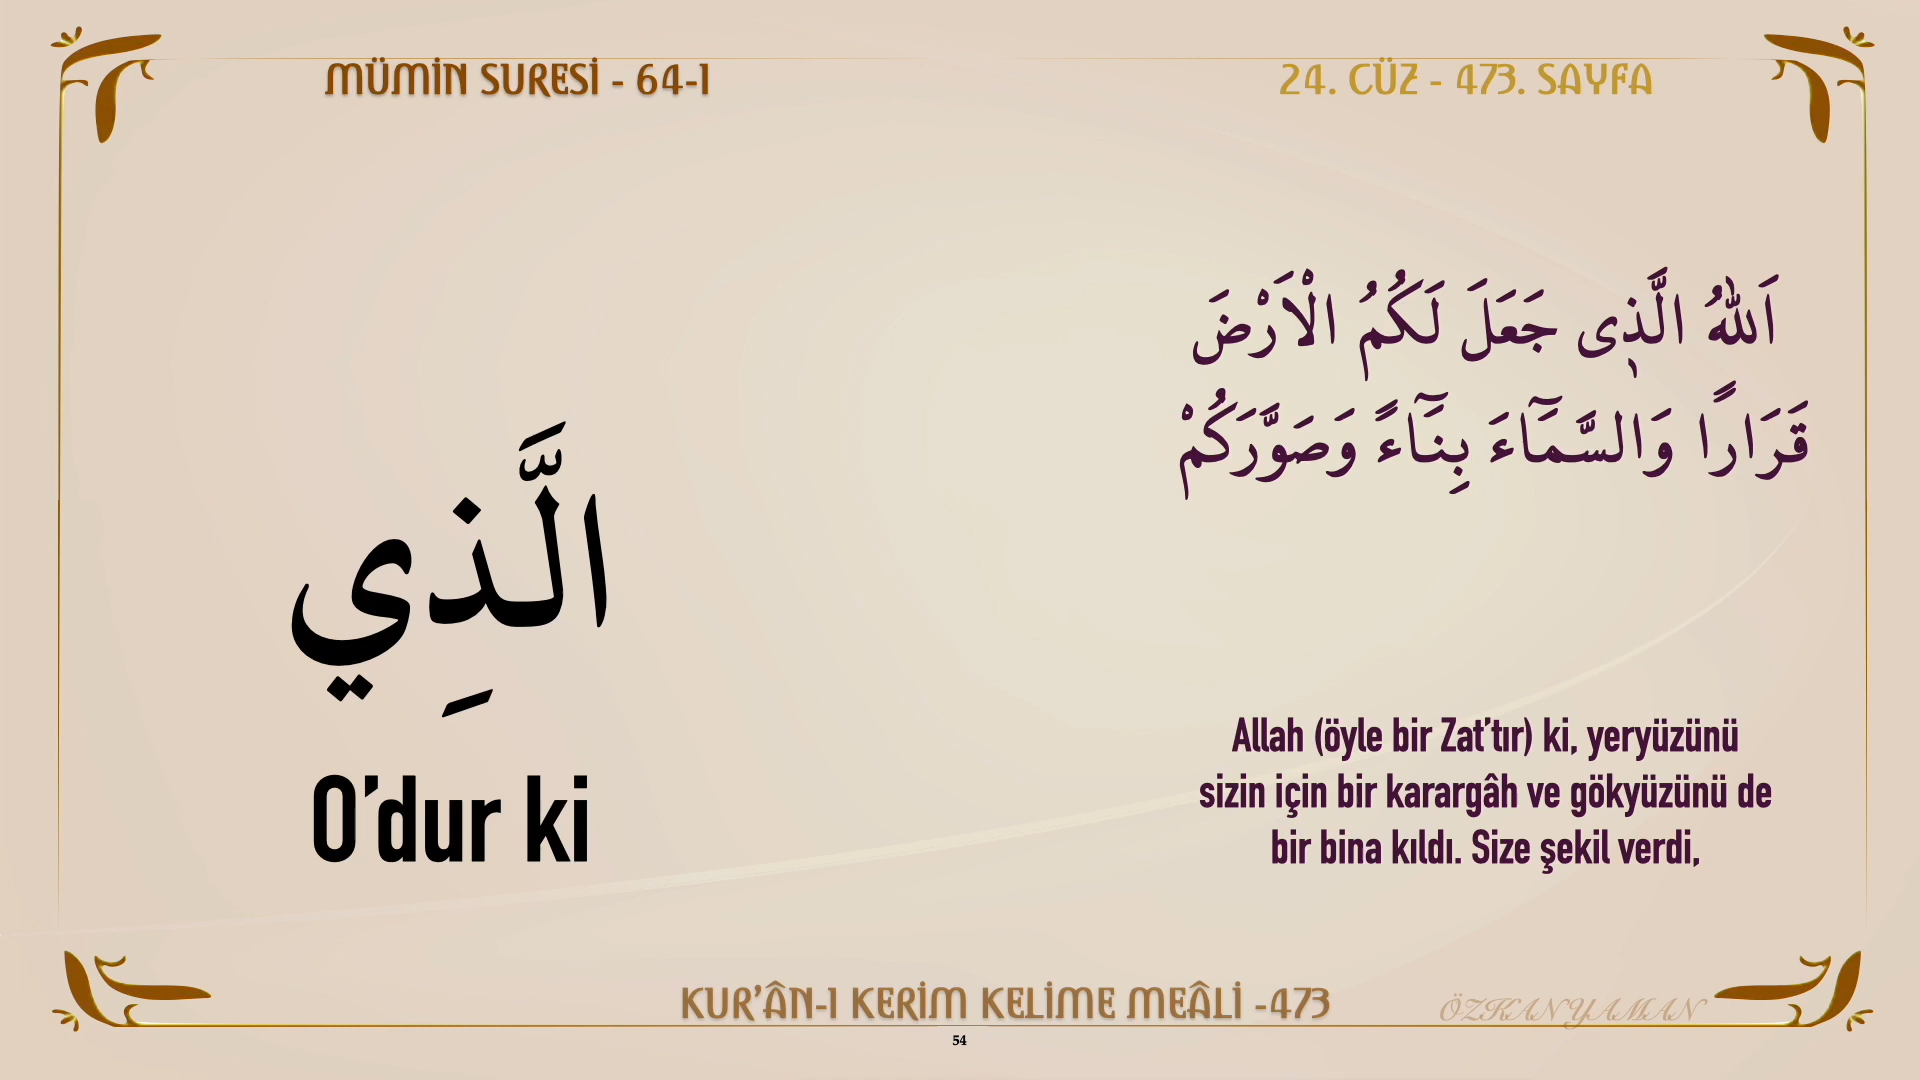 MÜMİN SURESİ - 64-1
24. CÜZ - 473. SAYFA
اَللّٰهُ الَّذ۪ى جَعَلَ لَكُمُ الْاَرْضَ
قَرَارًا وَالسَّمَٓاءَ بِنَٓاءً وَصَوَّرَكُمْ
الَّذِي
O’dur ki
Allah (öyle bir Zat’tır) ki, yeryüzünü
sizin için bir karargâh ve gökyüzünü de
bir bina kıldı. Size şekil verdi,
KUR’ÂN-I KERİM KELİME MEÂLİ -473
ÖZKAN YAMAN
54